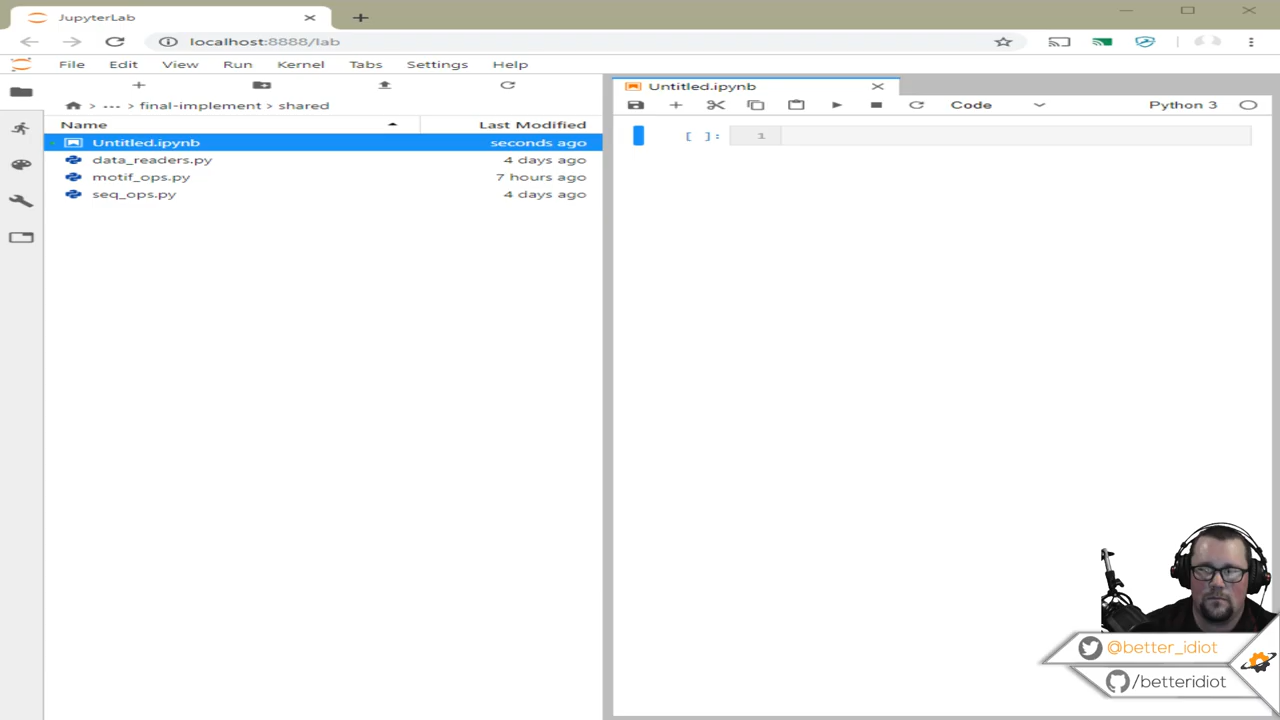 JupyterLab
localhost:8888/lab
File Edit View Run Kernel Tabs Settings Help
··· > final-implement > shared
Name Last Modified
Untitled.ipynb seconds ago
data_readers.py 4 days ago
motif_ops.py 7 hours ago
seq_ops.py 4 days ago
Untitled.ipynb
Code Python 3
[ ]: 1
@better_idiot
/betteridiot